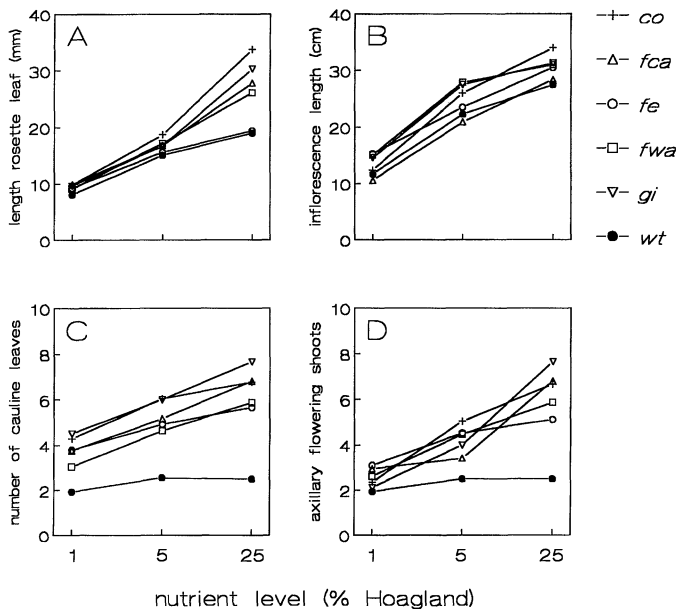 A
length rosette leaf (mm)
40
30
20
10
0
B
inflorescence length (cm)
40
30
20
10
0
co
fca
fe
fwa
gi
wt
C
number of cauline leaves
10
8
6
4
2
0
1 5 25
D
axillary flowering shoots
10
8
6
4
2
0
1 5 25
nutrient level (% Hoagland)